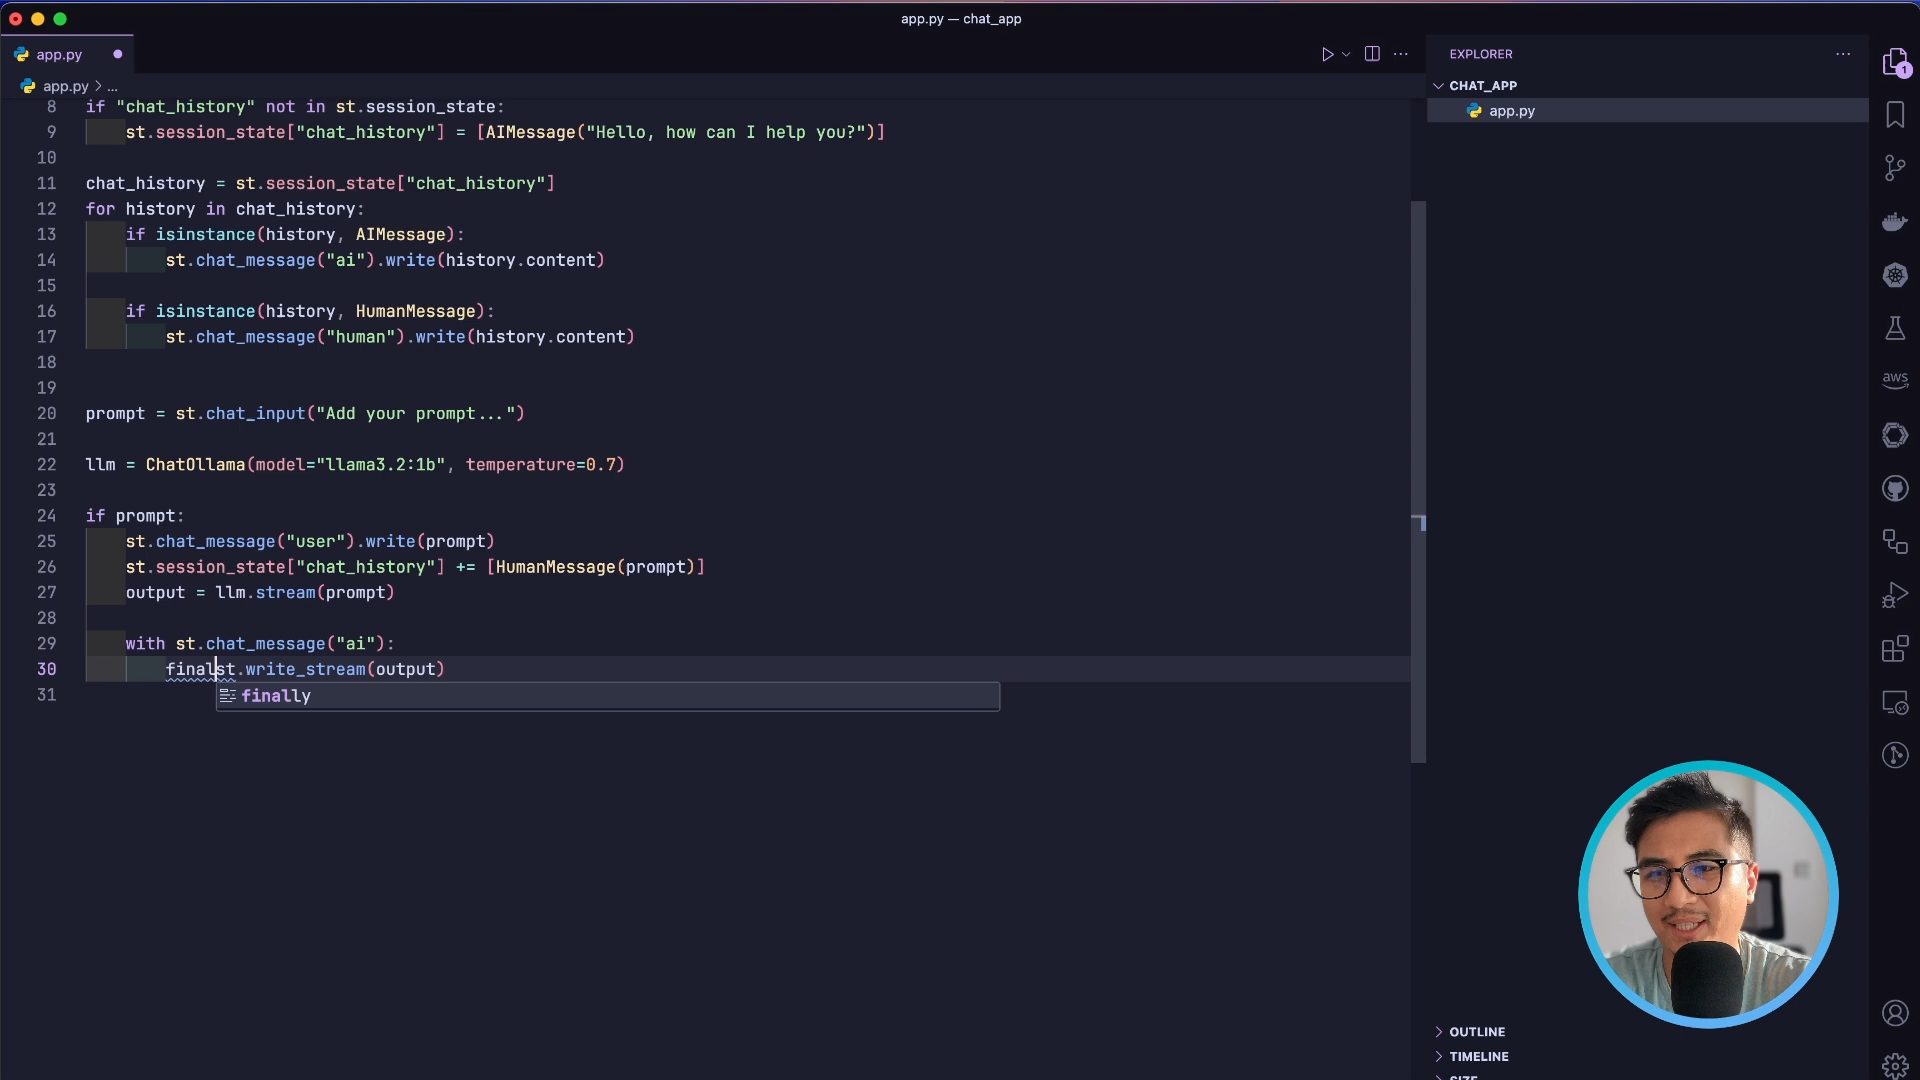 app.py — chat_app
app.py
app.py > ...
EXPLORER
CHAT_APP
app.py
8 if "chat_history" not in st.session_state:
9 st.session_state["chat_history"] = [AIMessage("Hello, how can I help you?")]
10
11 chat_history = st.session_state["chat_history"]
12 for history in chat_history:
13 if isinstance(history, AIMessage):
14 st.chat_message("ai").write(history.content)
15
16 if isinstance(history, HumanMessage):
17 st.chat_message("human").write(history.content)
18
19
20 prompt = st.chat_input("Add your prompt...")
21
22 llm = ChatOllama(model="llama3.2:1b", temperature=0.7)
23
24 if prompt:
25 st.chat_message("user").write(prompt)
26 st.session_state["chat_history"] += [HumanMessage(prompt)]
27 output = llm.stream(prompt)
28
29 with st.chat_message("ai"):
30 finalst.write_stream(output)
finally
31
1
aws
OUTLINE
TIMELINE